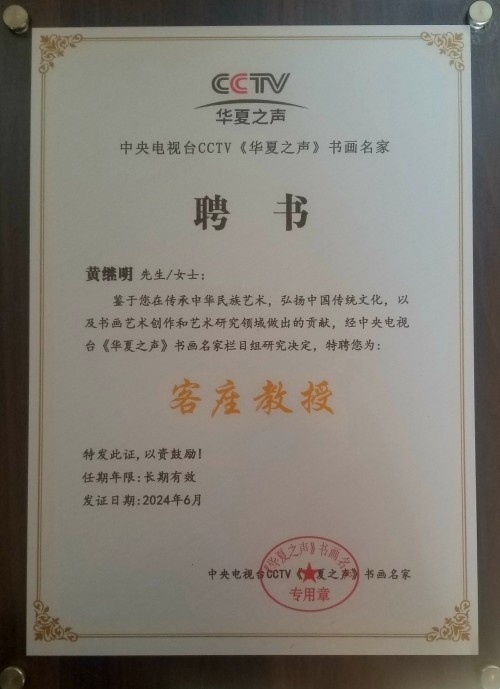 CCTV
华夏之声
中央电视台CCTV《华夏之声》书画名家
聘 书
黄继明 先生/女士：
鉴于您在传承中华民族艺术，弘扬中国传统文化，以
及书画艺术创作和艺术研究领域做出的贡献，经中央电视
台《华夏之声》书画名家栏目组研究决定，特聘您为：
客座教授
特发此证，以资鼓励！
任期年限：长期有效
发证日期：2024年6月
《华夏之声》书画名
中央电视台CCTV《 夏之声》书画名家
专用章